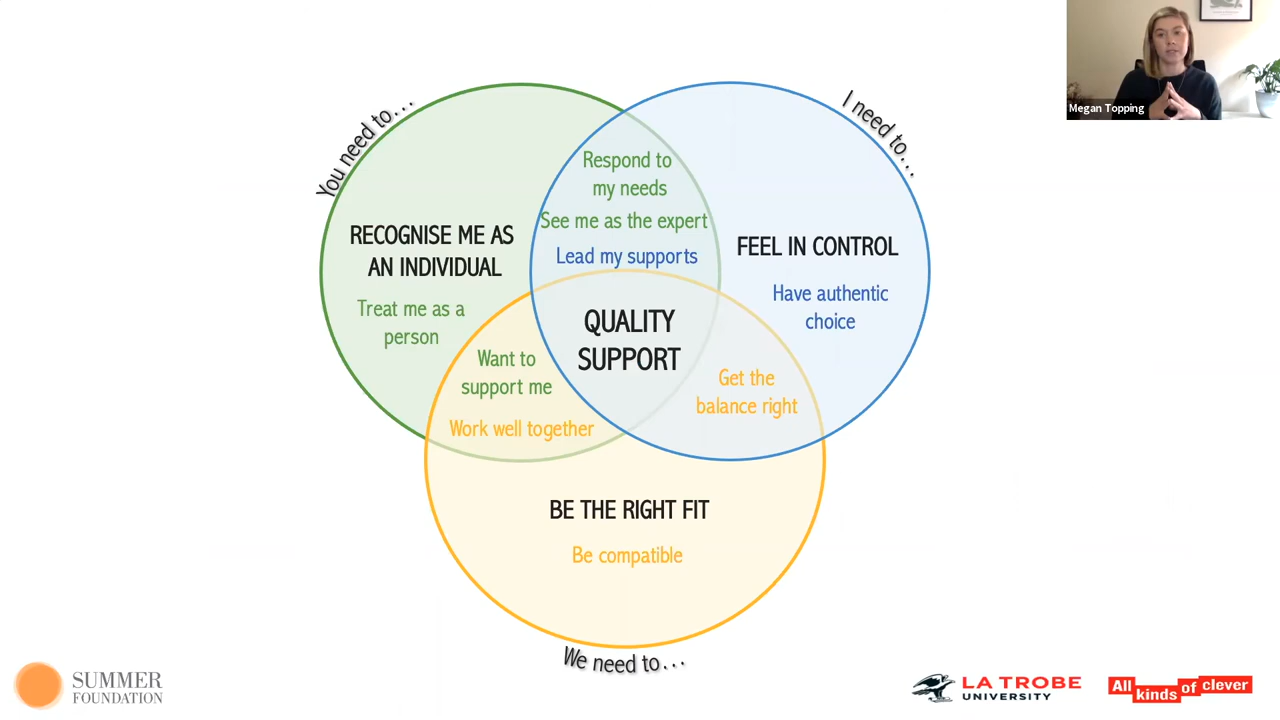 Megan Topping
You need to...
I need to...
RECOGNISE ME AS
AN INDIVIDUAL
Treat me as a
person
Respond to
my needs
See me as the expert
Lead my supports
FEEL IN CONTROL
Have authentic
choice
QUALITY
SUPPORT
Want to
support me
Work well together
Get the
balance right
BE THE RIGHT FIT
Be compatible
We need to...
SUMMER
FOUNDATION
LA TROBE
UNIVERSITY
All kinds of clever